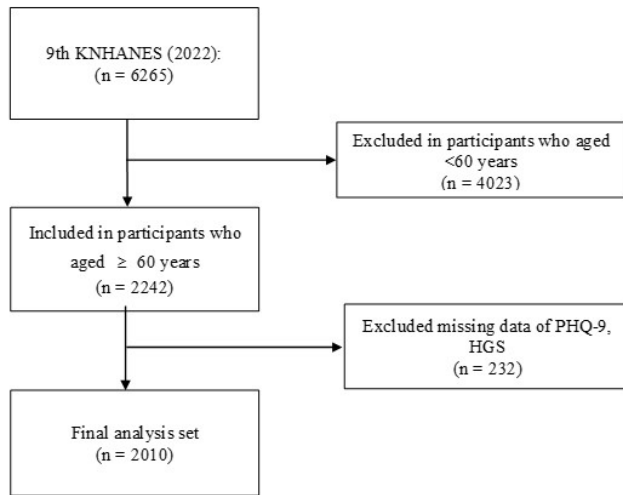 9th KNHANES (2022):
(n = 6265)
Excluded in participants who aged
<60 years
(n = 4023)
Included in participants who
aged ≥ 60 years
(n = 2242)
Excluded missing data of PHQ-9,
HGS
(n = 232)
Final analysis set
(n = 2010)